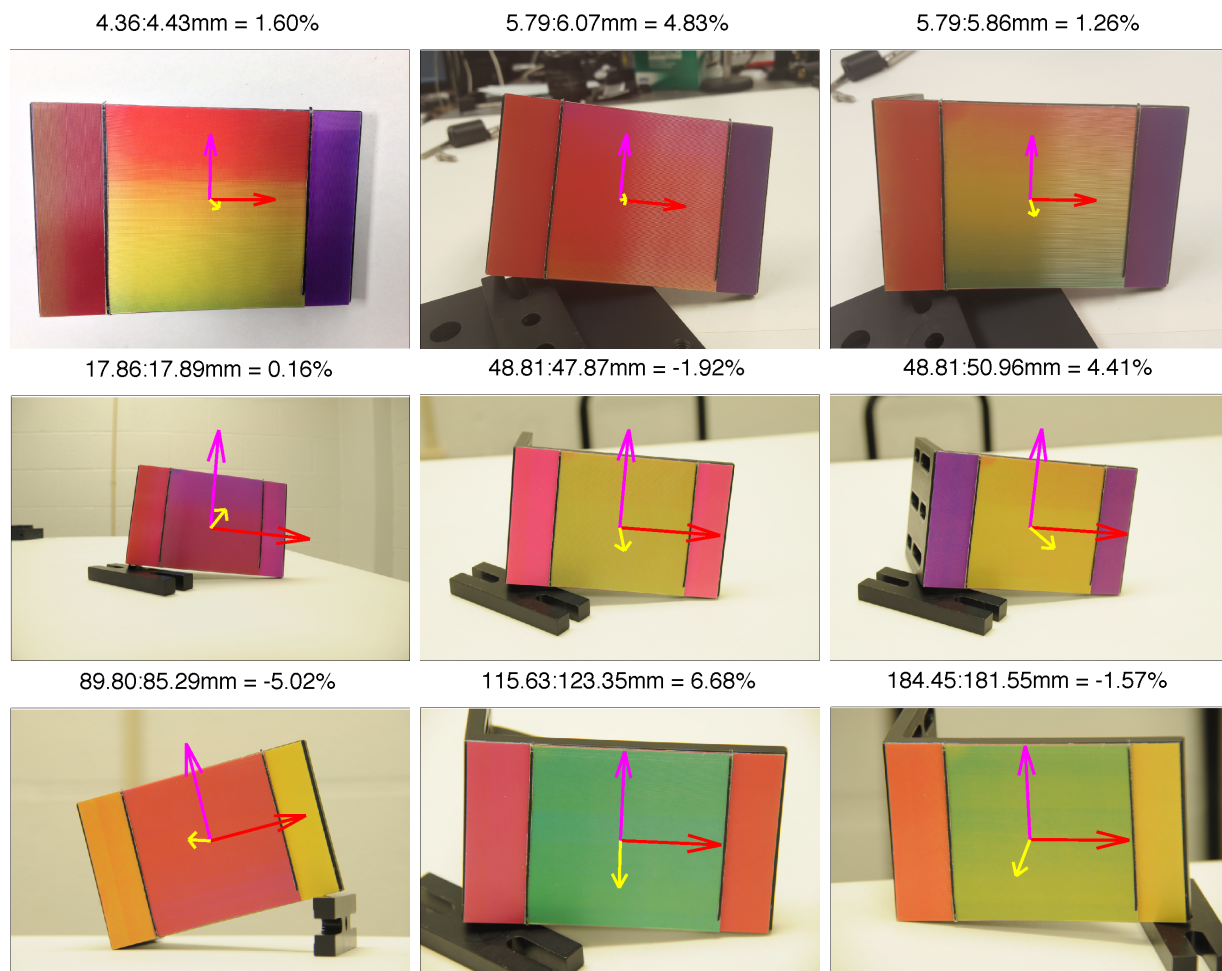 4.36:4.43mm = 1.60%
5.79:6.07mm = 4.83%
5.79:5.86mm = 1.26%
17.86:17.89mm = 0.16%
48.81:47.87mm = -1.92%
48.81:50.96mm = 4.41%
89.80:85.29mm = -5.02%
115.63:123.35mm = 6.68%
184.45:181.55mm = -1.57%